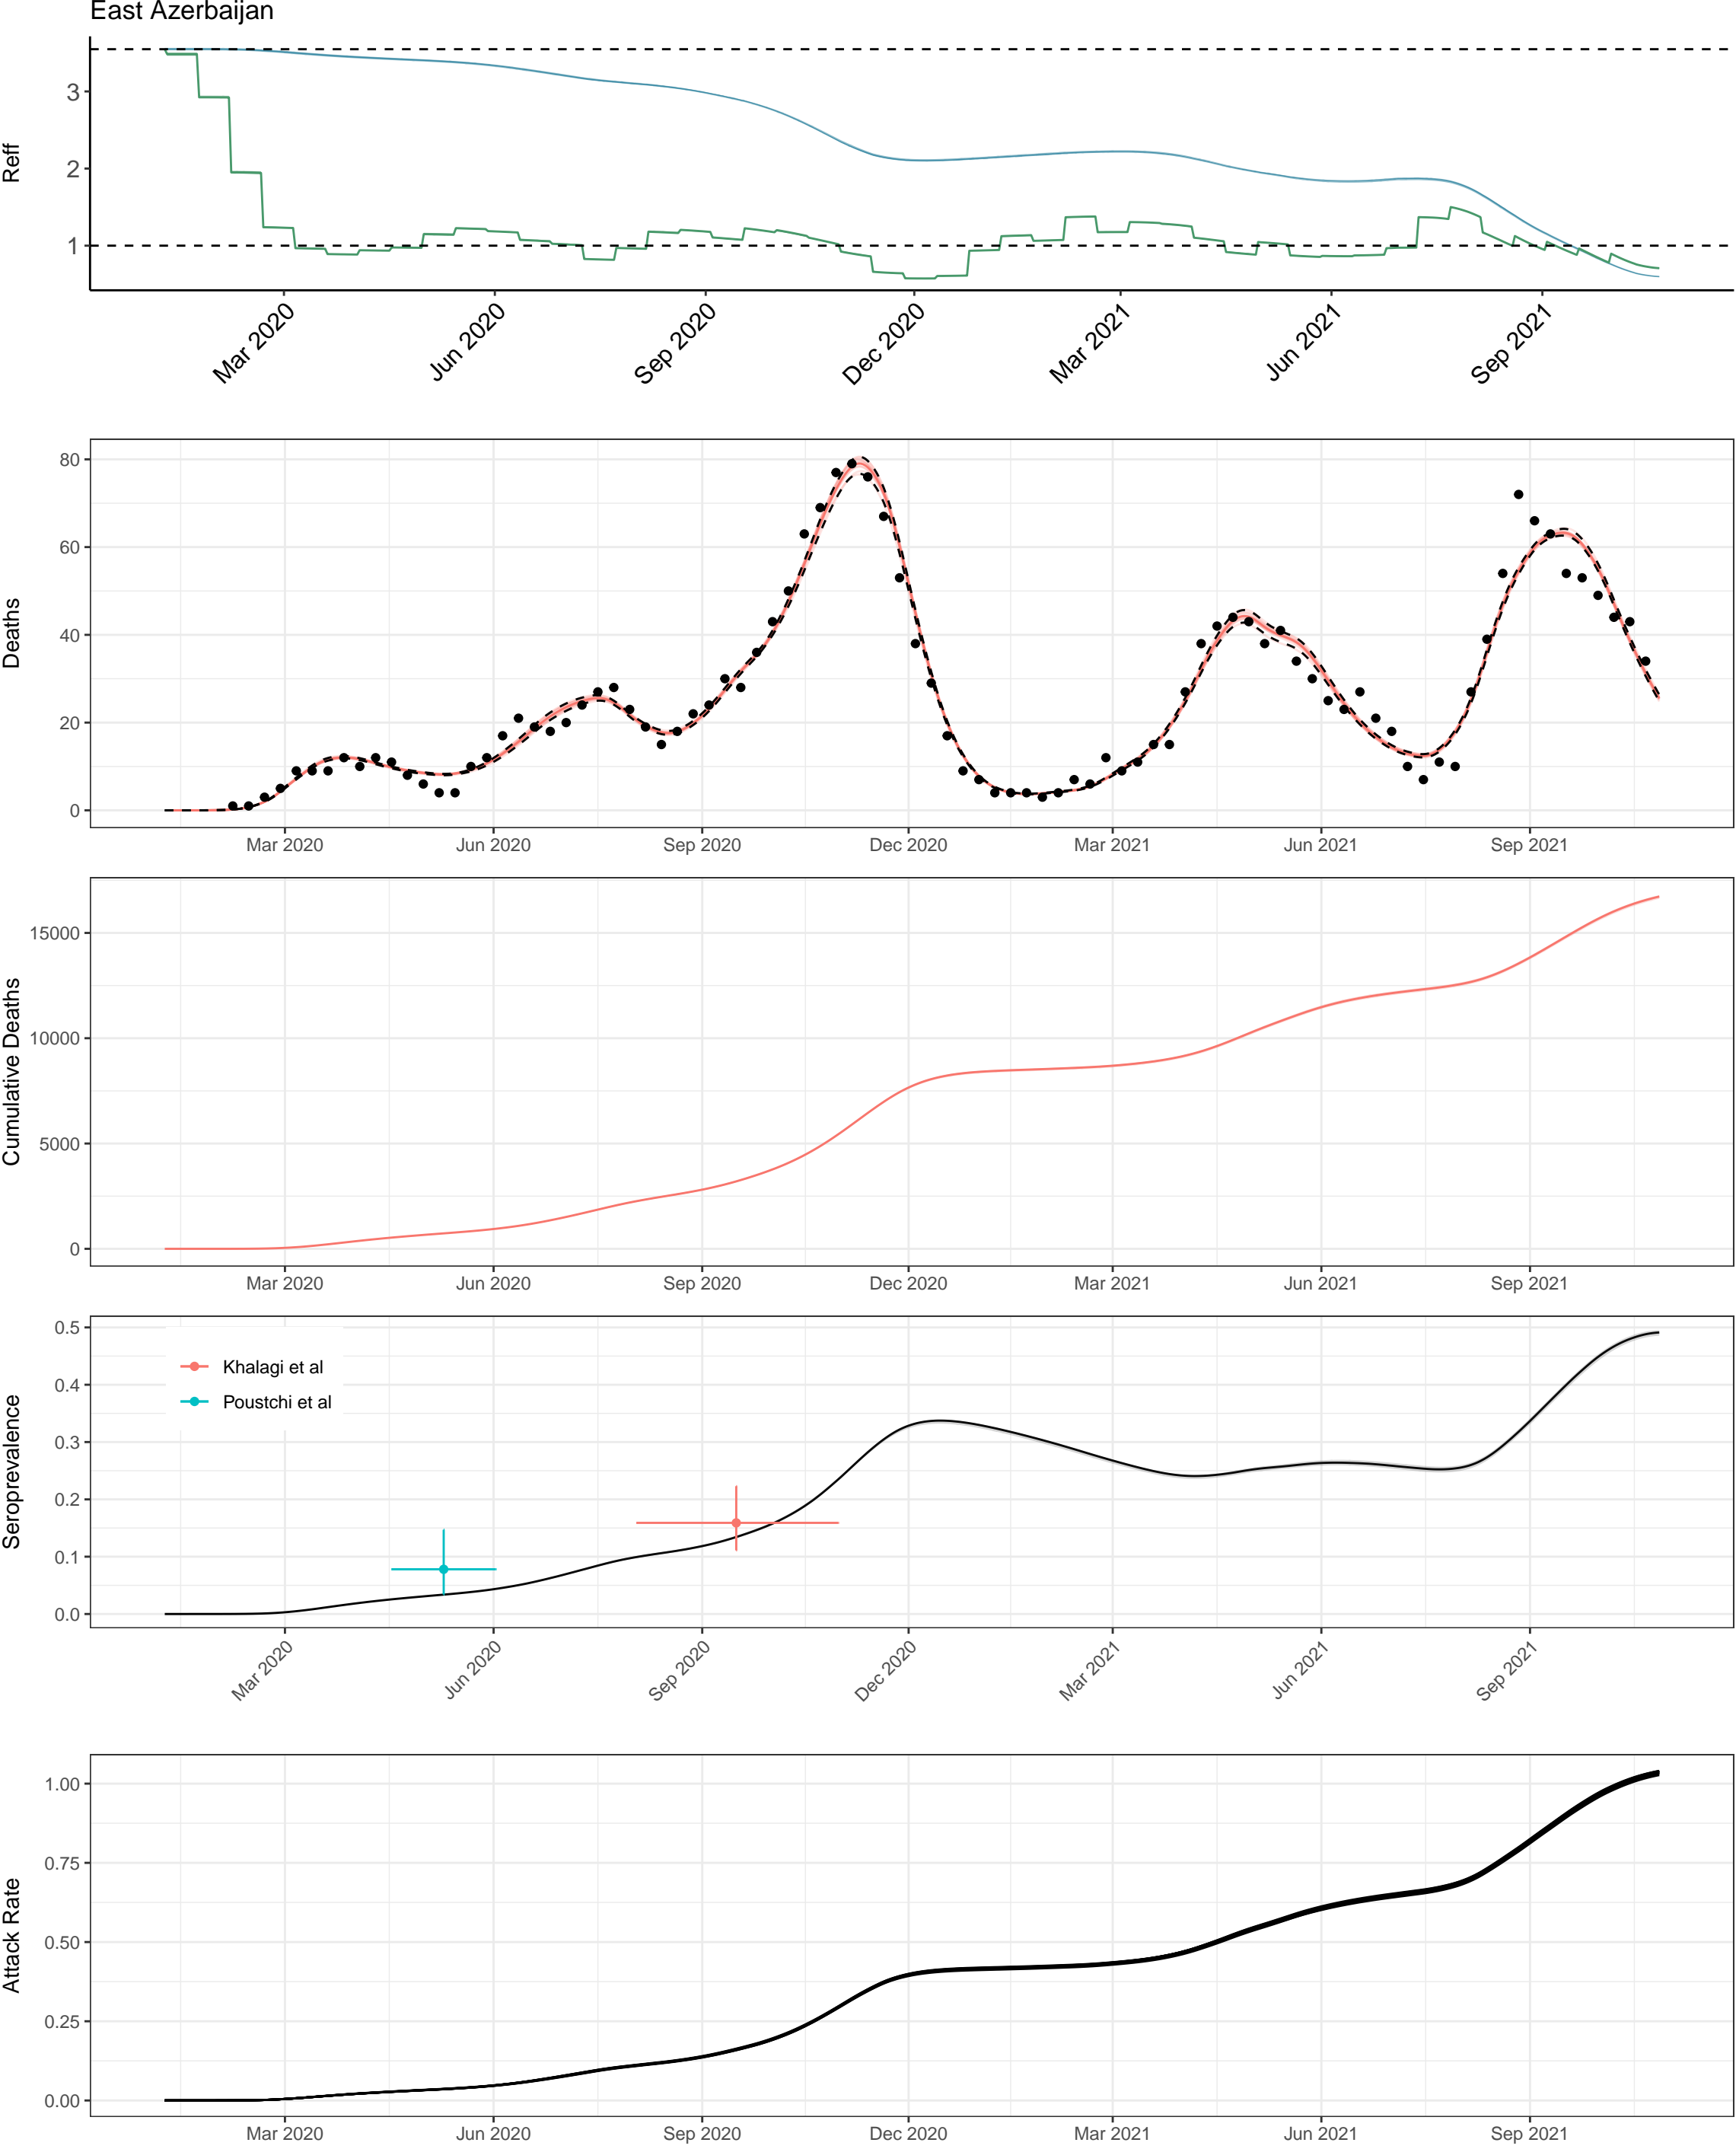 East Azerbaijan
Reff
3
2
1
Mar 2020
Jun 2020
Sep 2020
Dec 2020
Mar 2021
Jun 2021
Sep 2021
Deaths
80
60
40
20
0
Mar 2020
Jun 2020
Sep 2020
Dec 2020
Mar 2021
Jun 2021
Sep 2021
Cumulative Deaths
15000
10000
5000
0
Mar 2020
Jun 2020
Sep 2020
Dec 2020
Mar 2021
Jun 2021
Sep 2021
Seroprevalence
0.5
0.4
0.3
0.2
0.1
0.0
Khalagi et al
Poustchi et al
Mar 2020
Jun 2020
Sep 2020
Dec 2020
Mar 2021
Jun 2021
Sep 2021
Attack Rate
1.00
0.75
0.50
0.25
0.00
Mar 2020
Jun 2020
Sep 2020
Dec 2020
Mar 2021
Jun 2021
Sep 2021